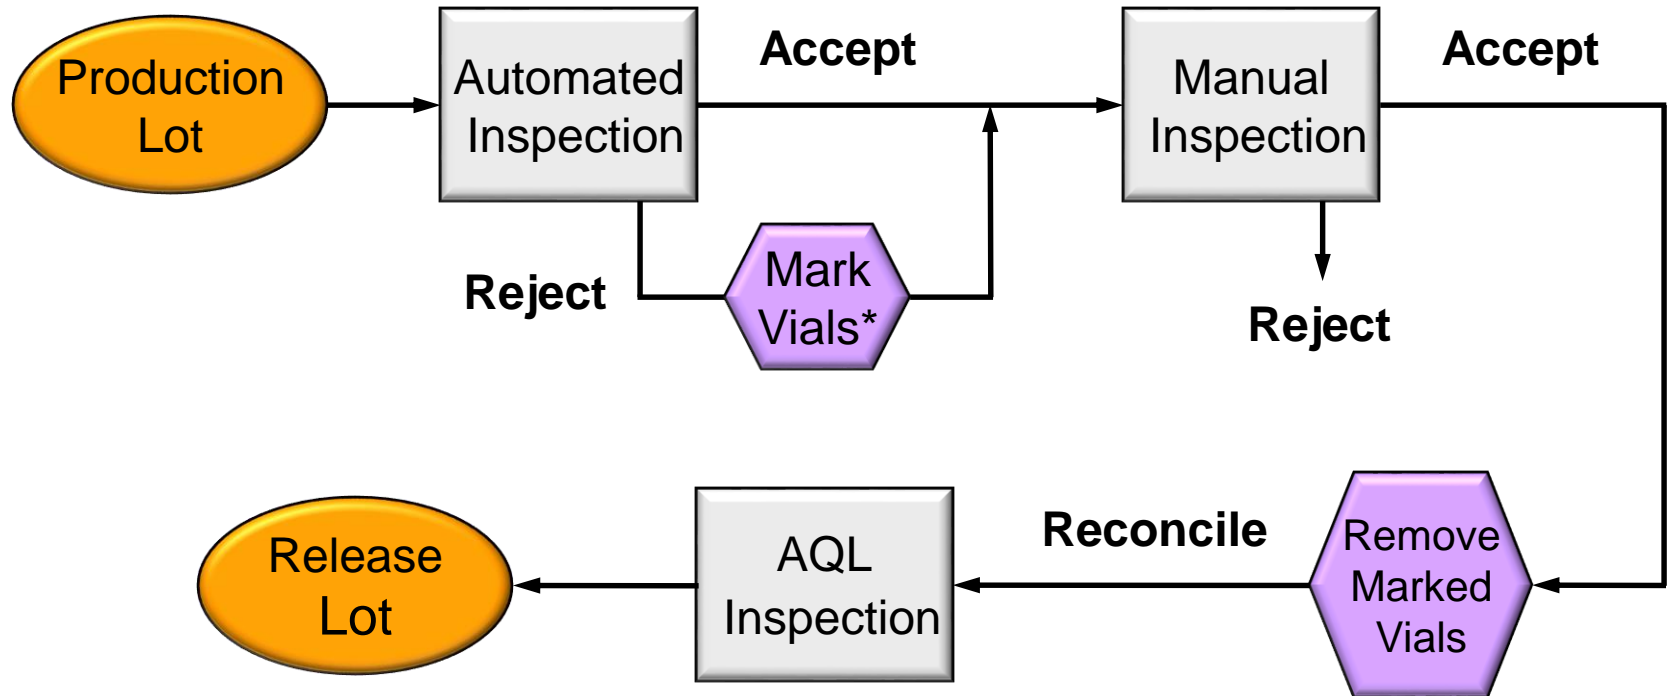 Production
Lot
Automated
Inspection
Accept
Manual
Inspection
Accept
Reject
Mark
Vials*
Reject
Release
Lot
AQL
Inspection
Reconcile
Remove
Marked
Vials